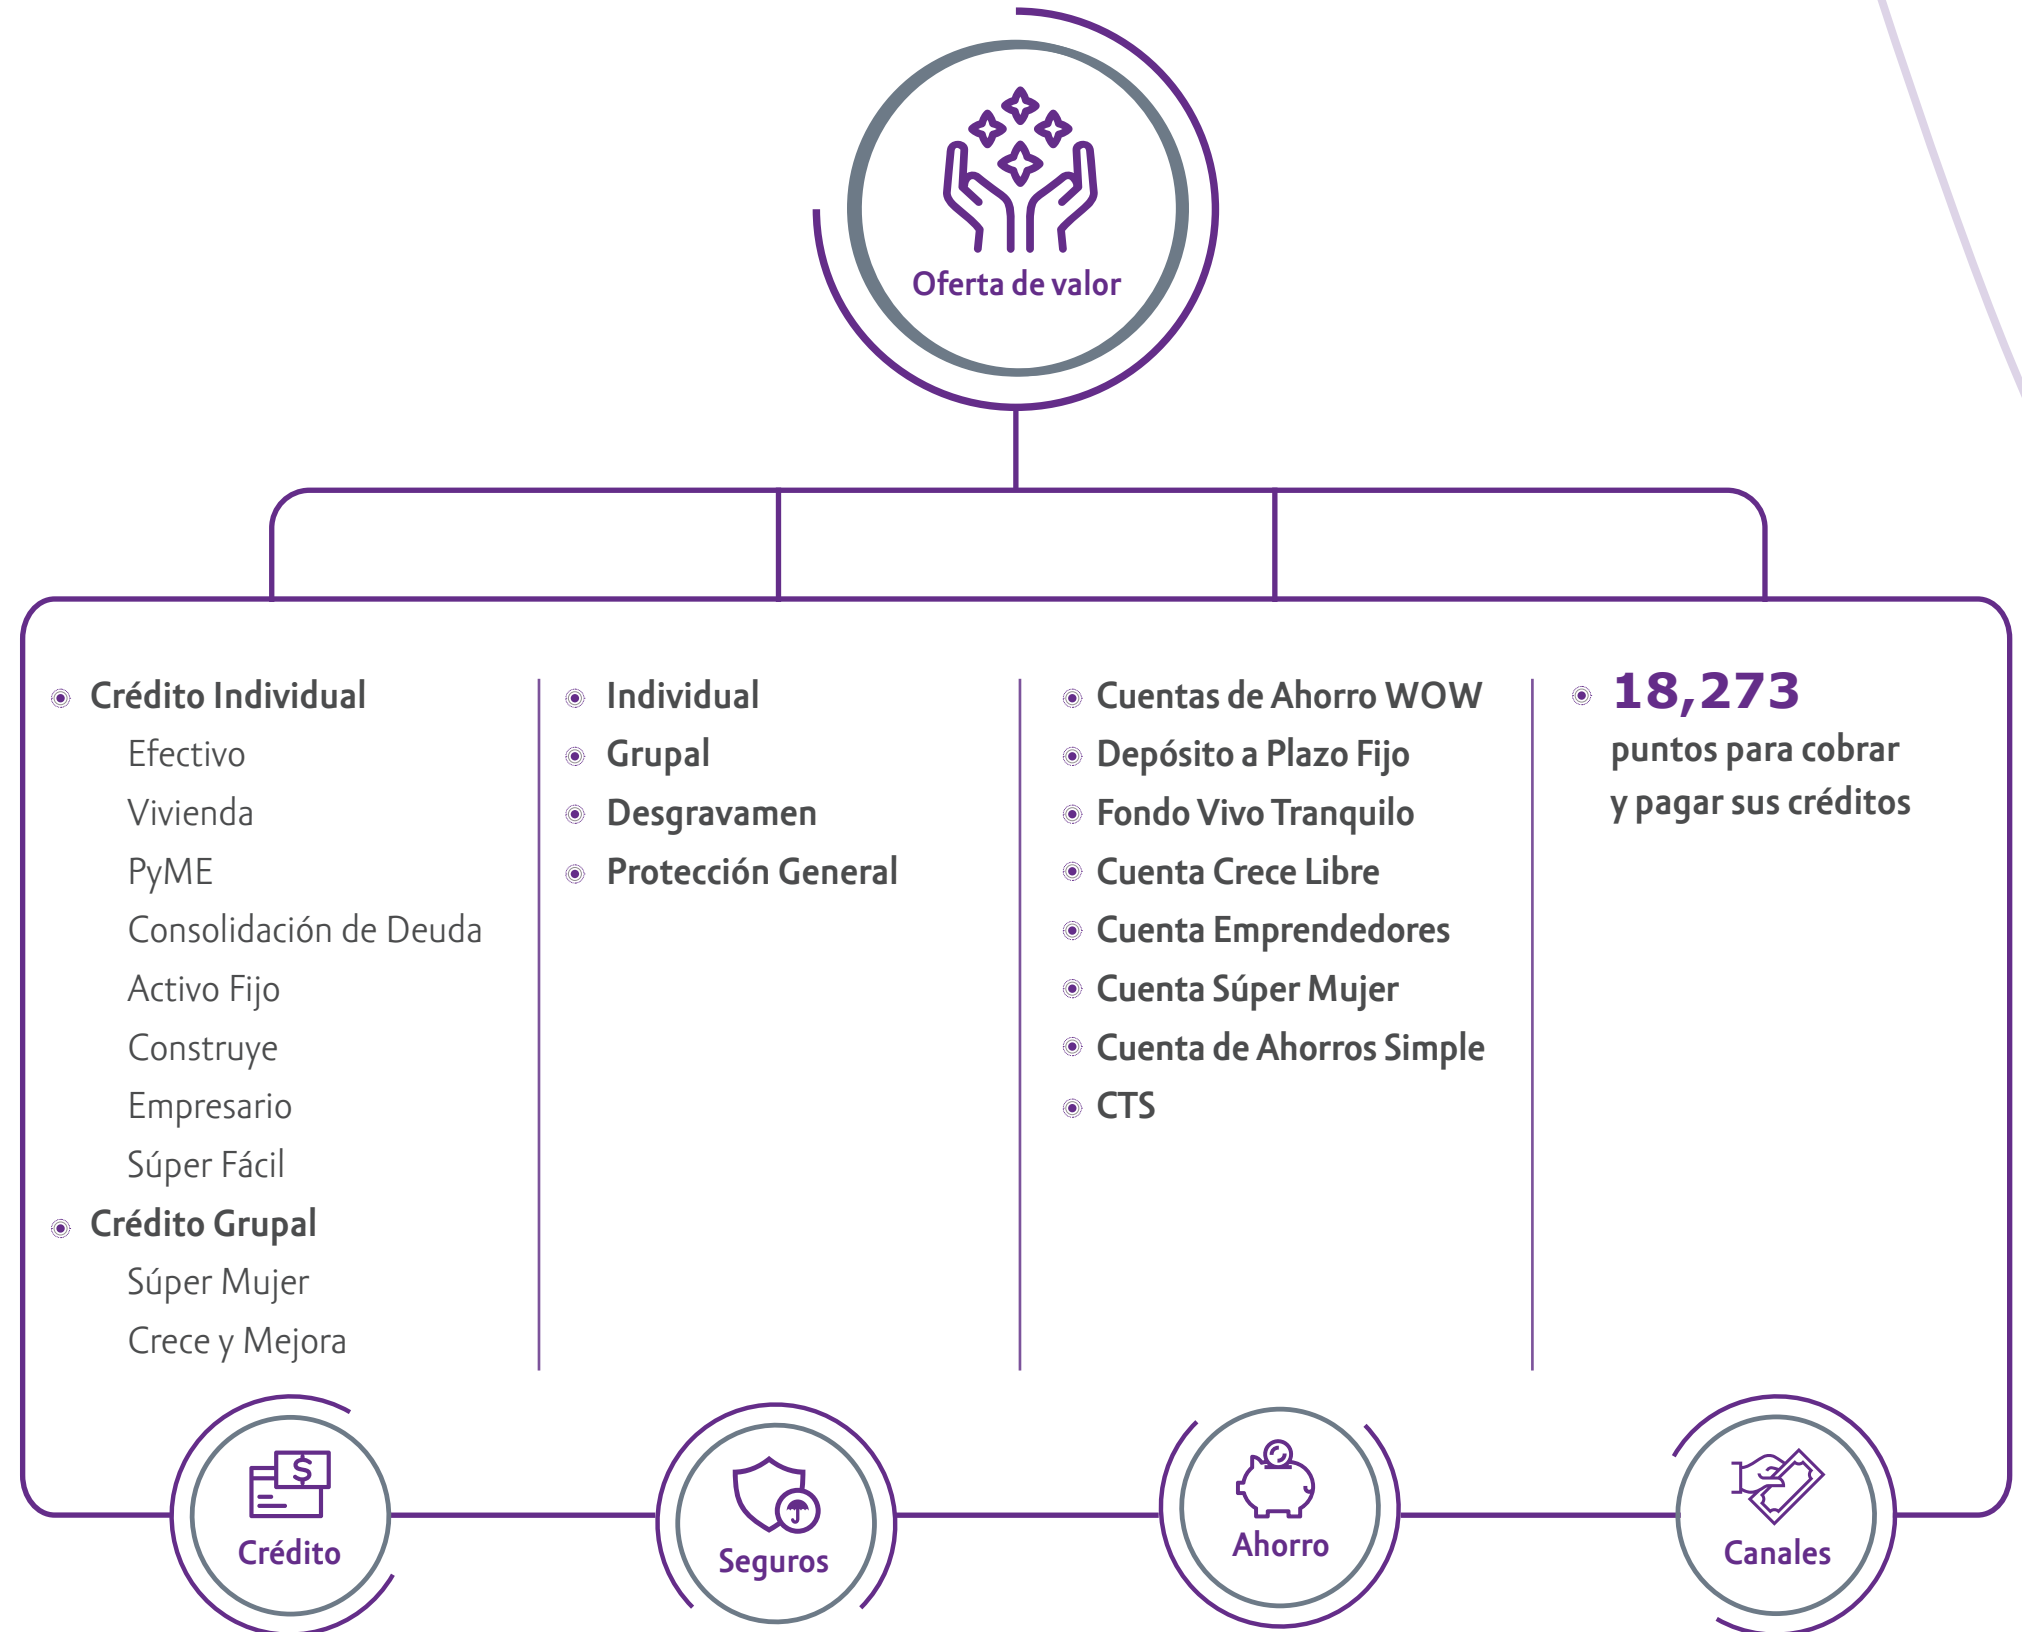 Oferta de valor
Crédito Individual
Efectivo
Vivienda
PyME
Consolidación de Deuda
Activo Fijo
Construye
Empresario
Súper Fácil
Crédito Grupal
Súper Mujer
Crece y Mejora
Crédito
Individual
Grupal
Desgravamen
Protección General
Seguros
Cuentas de Ahorro WOW
Depósito a Plazo Fijo
Fondo Vivo Tranquilo
Cuenta Crece Libre
Cuenta Emprendedores
Cuenta Súper Mujer
Cuenta de Ahorros Simple
CTS
Ahorro
18,273
puntos para cobrar
y pagar sus créditos
Canales